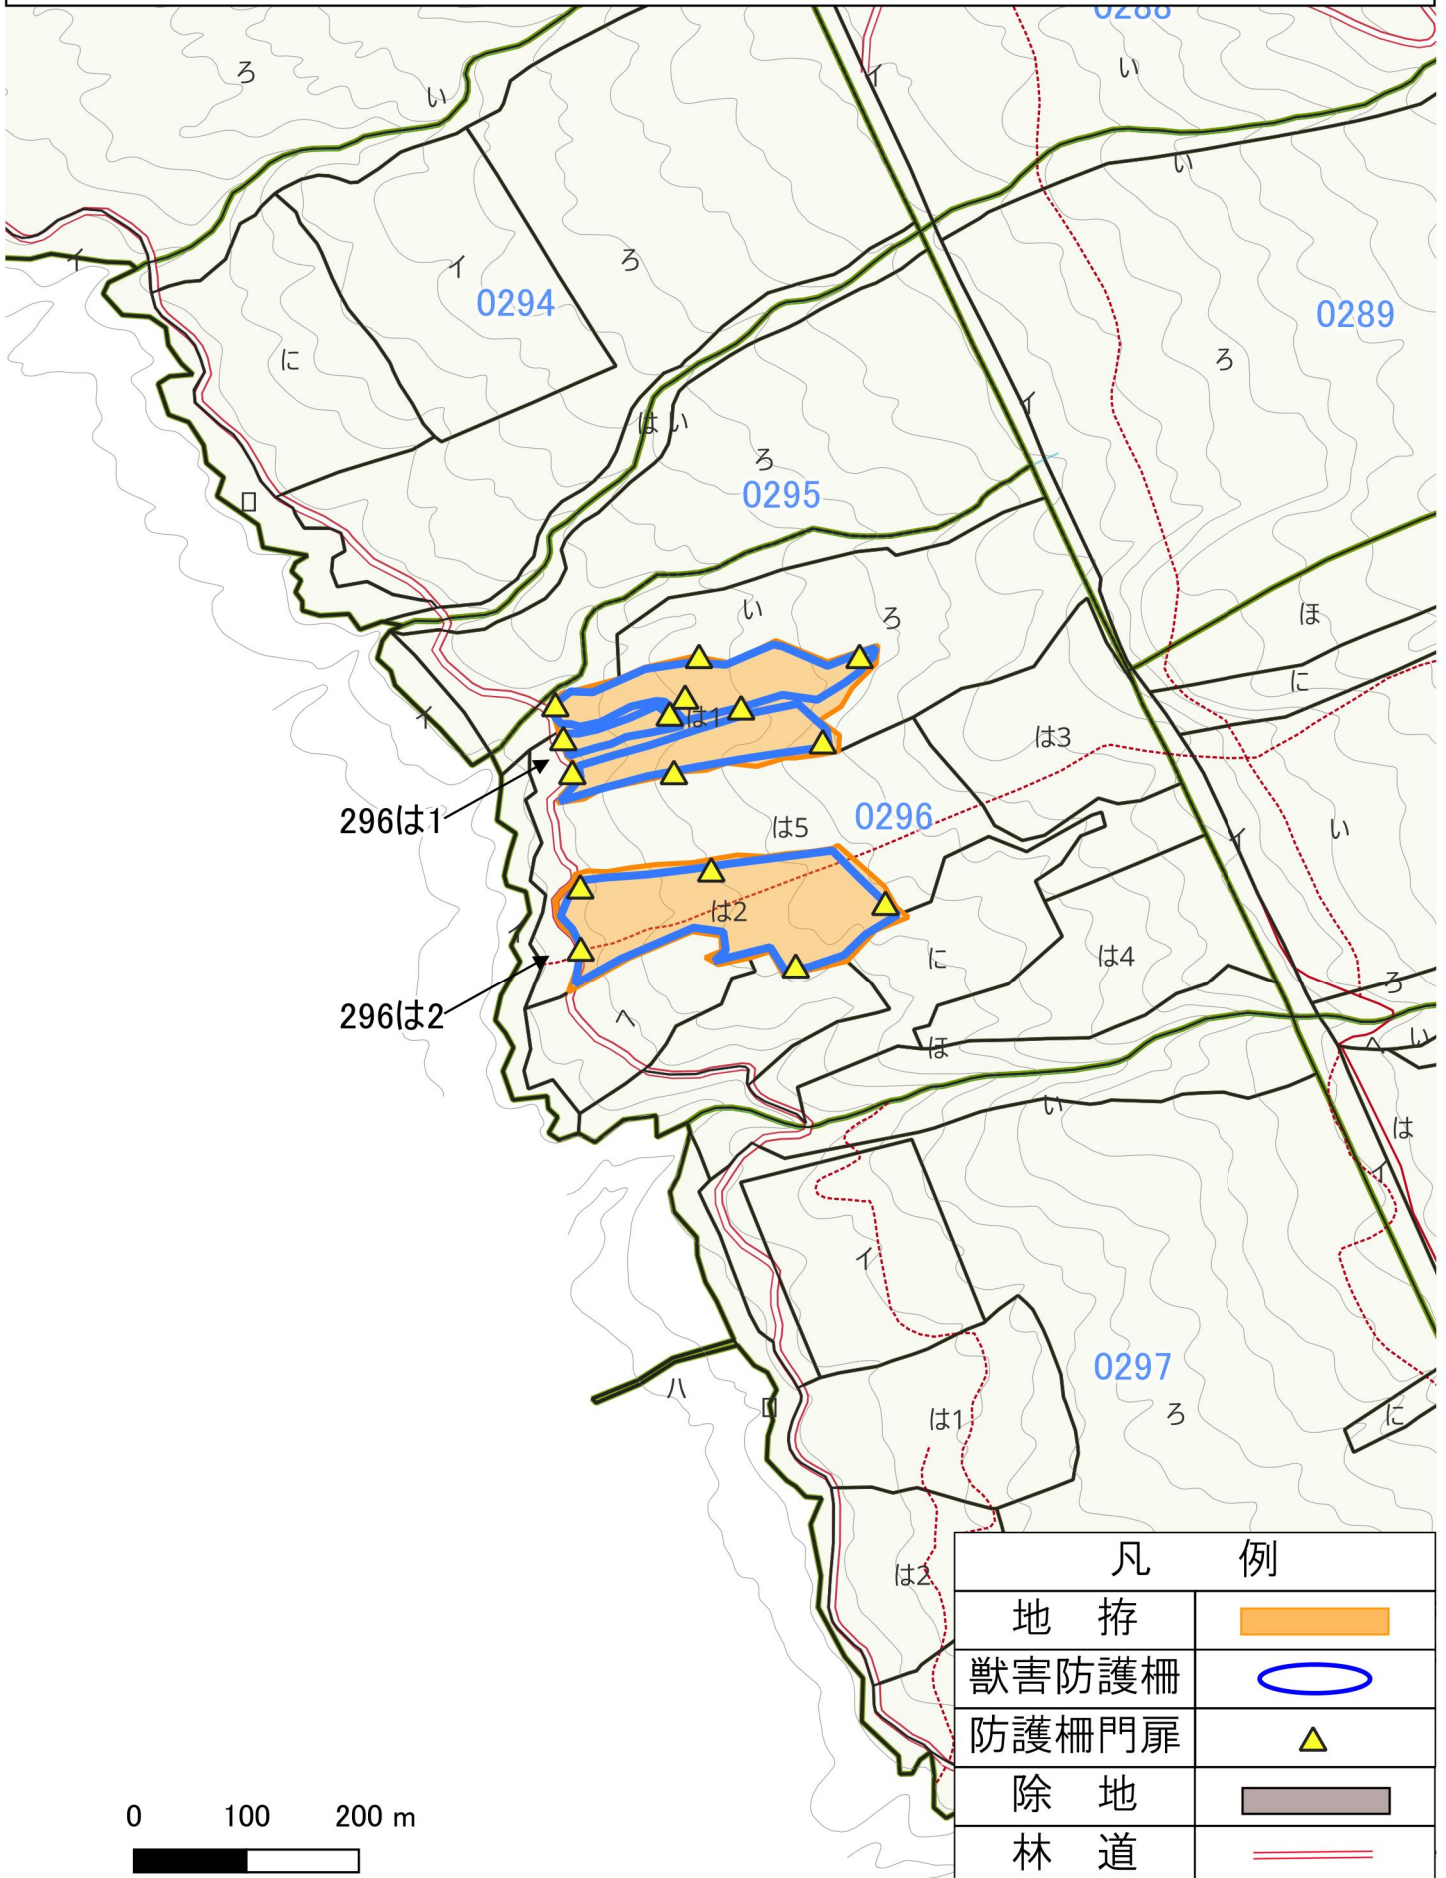 0288
ろ
い
イ
い
い
イ
イ
ろ
0294
0289
に
ろ
イ
は
い
ろ
0295
ロ
い
ろ
ほ
に
イ
は1
は3
296は1
は5
0296
イ
い
は2
イ
に
は4
ろ
296は2
へ
ほ
へ
い
い
は
イ
イ
0297
ハ
ロ
は1
ろ
に
は2
凡 例
地 拵
獣害防護柵
防護柵門扉
除 地
林 道
0 100 200 m